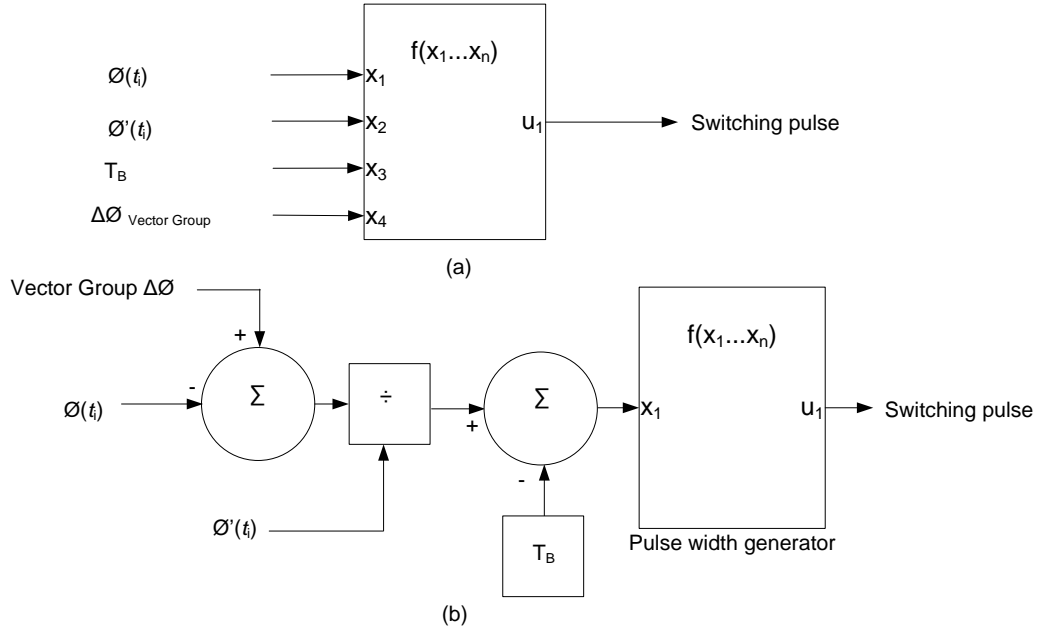 f(x₁...xₙ)
Ø(tᵢ)
x₁
Ø’(tᵢ)
x₂
u₁
Switching pulse
T_B
x₃
ΔØ Vector Group
x₄
(a)
Vector Group ΔØ
f(x₁...xₙ)
+
-
Σ
÷
Σ
Ø(tᵢ)
+
x₁
u₁
Switching pulse
-
Ø’(tᵢ)
T_B
Pulse width generator
(b)